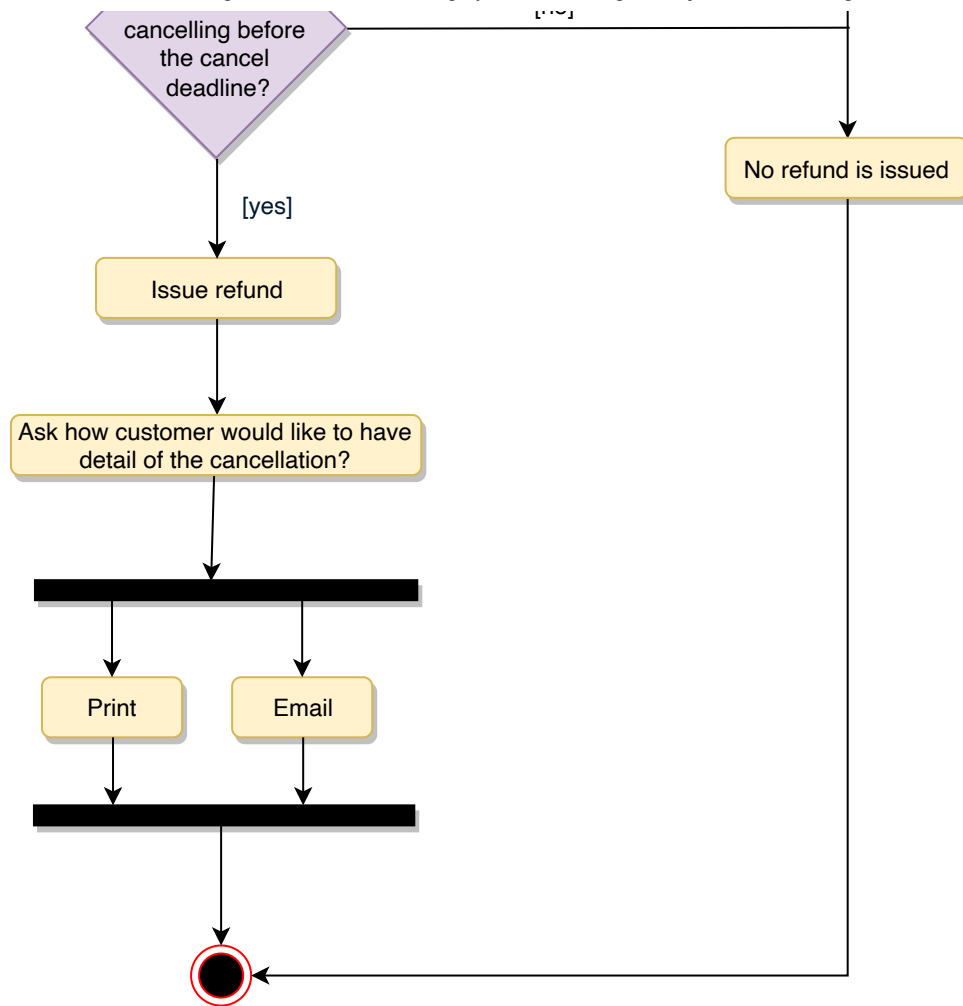 [no]
cancelling before
the cancel
deadline?
No refund is issued
[yes]
Issue refund
Ask how customer would like to have
detail of the cancellation?
Print
Email